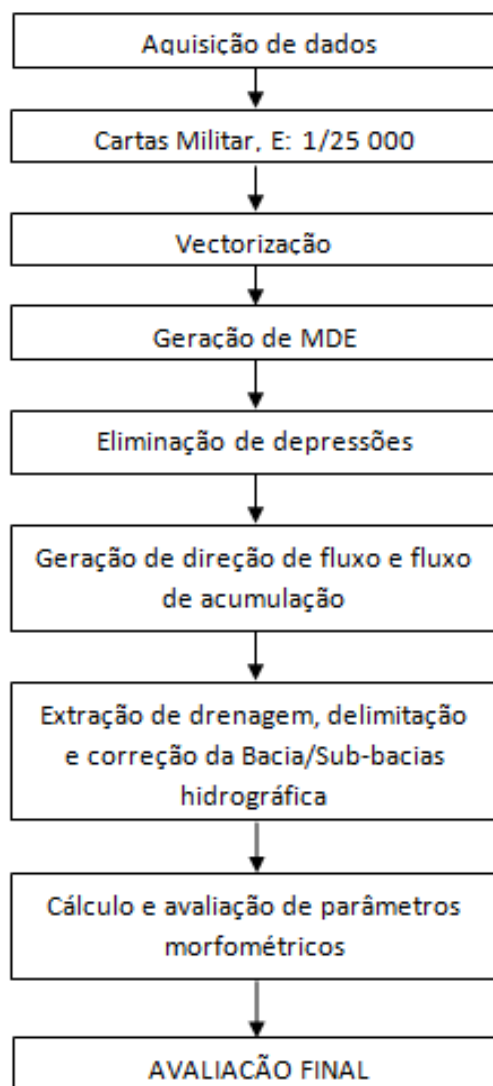 Aquisição de dados
Cartas Militar, E: 1/25 000
Vectorização
Geração de MDE
Eliminação de depressões
Geração de direção de fluxo e fluxo
de acumulação
Extração de drenagem, delimitação
e correção da Bacia/Sub-bacias
hidrográfica
Cálculo e avaliação de parâmetros
morfométricos
AVALIAÇÃO FINAL